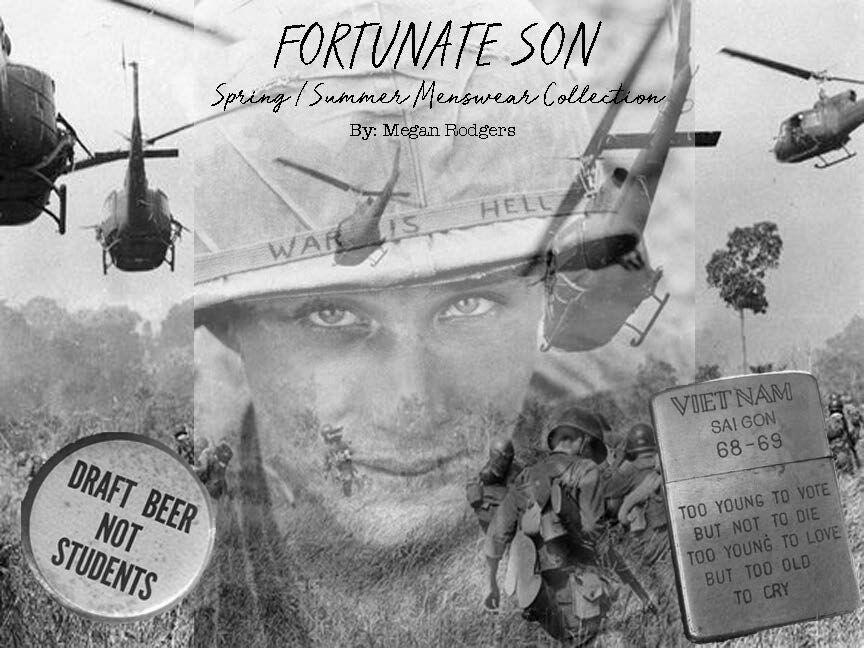 FORTUNATE SON
Spring / Summer Menswear Collection
By: Megan Rodgers
WAR IS HELL
DRAFT BEER
NOT
STUDENTS
VIETNAM
SAIGON
68-69
TOO YOUNG TO VOTE
BUT NOT TO DIE
TOO YOUNG TO LOVE
BUT TOO OLD
TO CRY